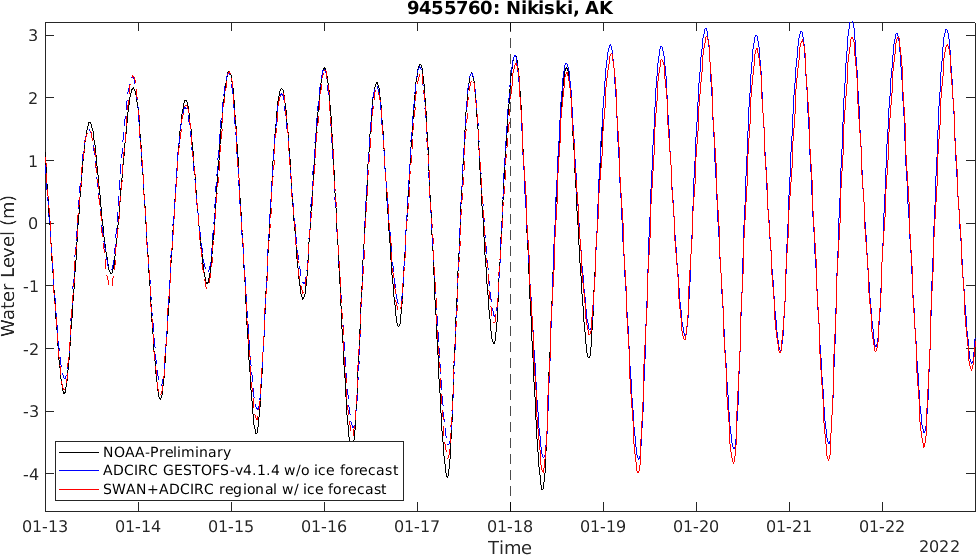 9455760: Nikiski, AK
3
2
1
0
-1
-2
-3
-4
Water Level (m)
NOAA-Preliminary
ADCIRC GESTOFS-v4.1.4 w/o ice forecast
SWAN+ADCIRC regional w/ ice forecast
01-13 01-14 01-15 01-16 01-17 01-18 01-19 01-20 01-21 01-22
Time
2022